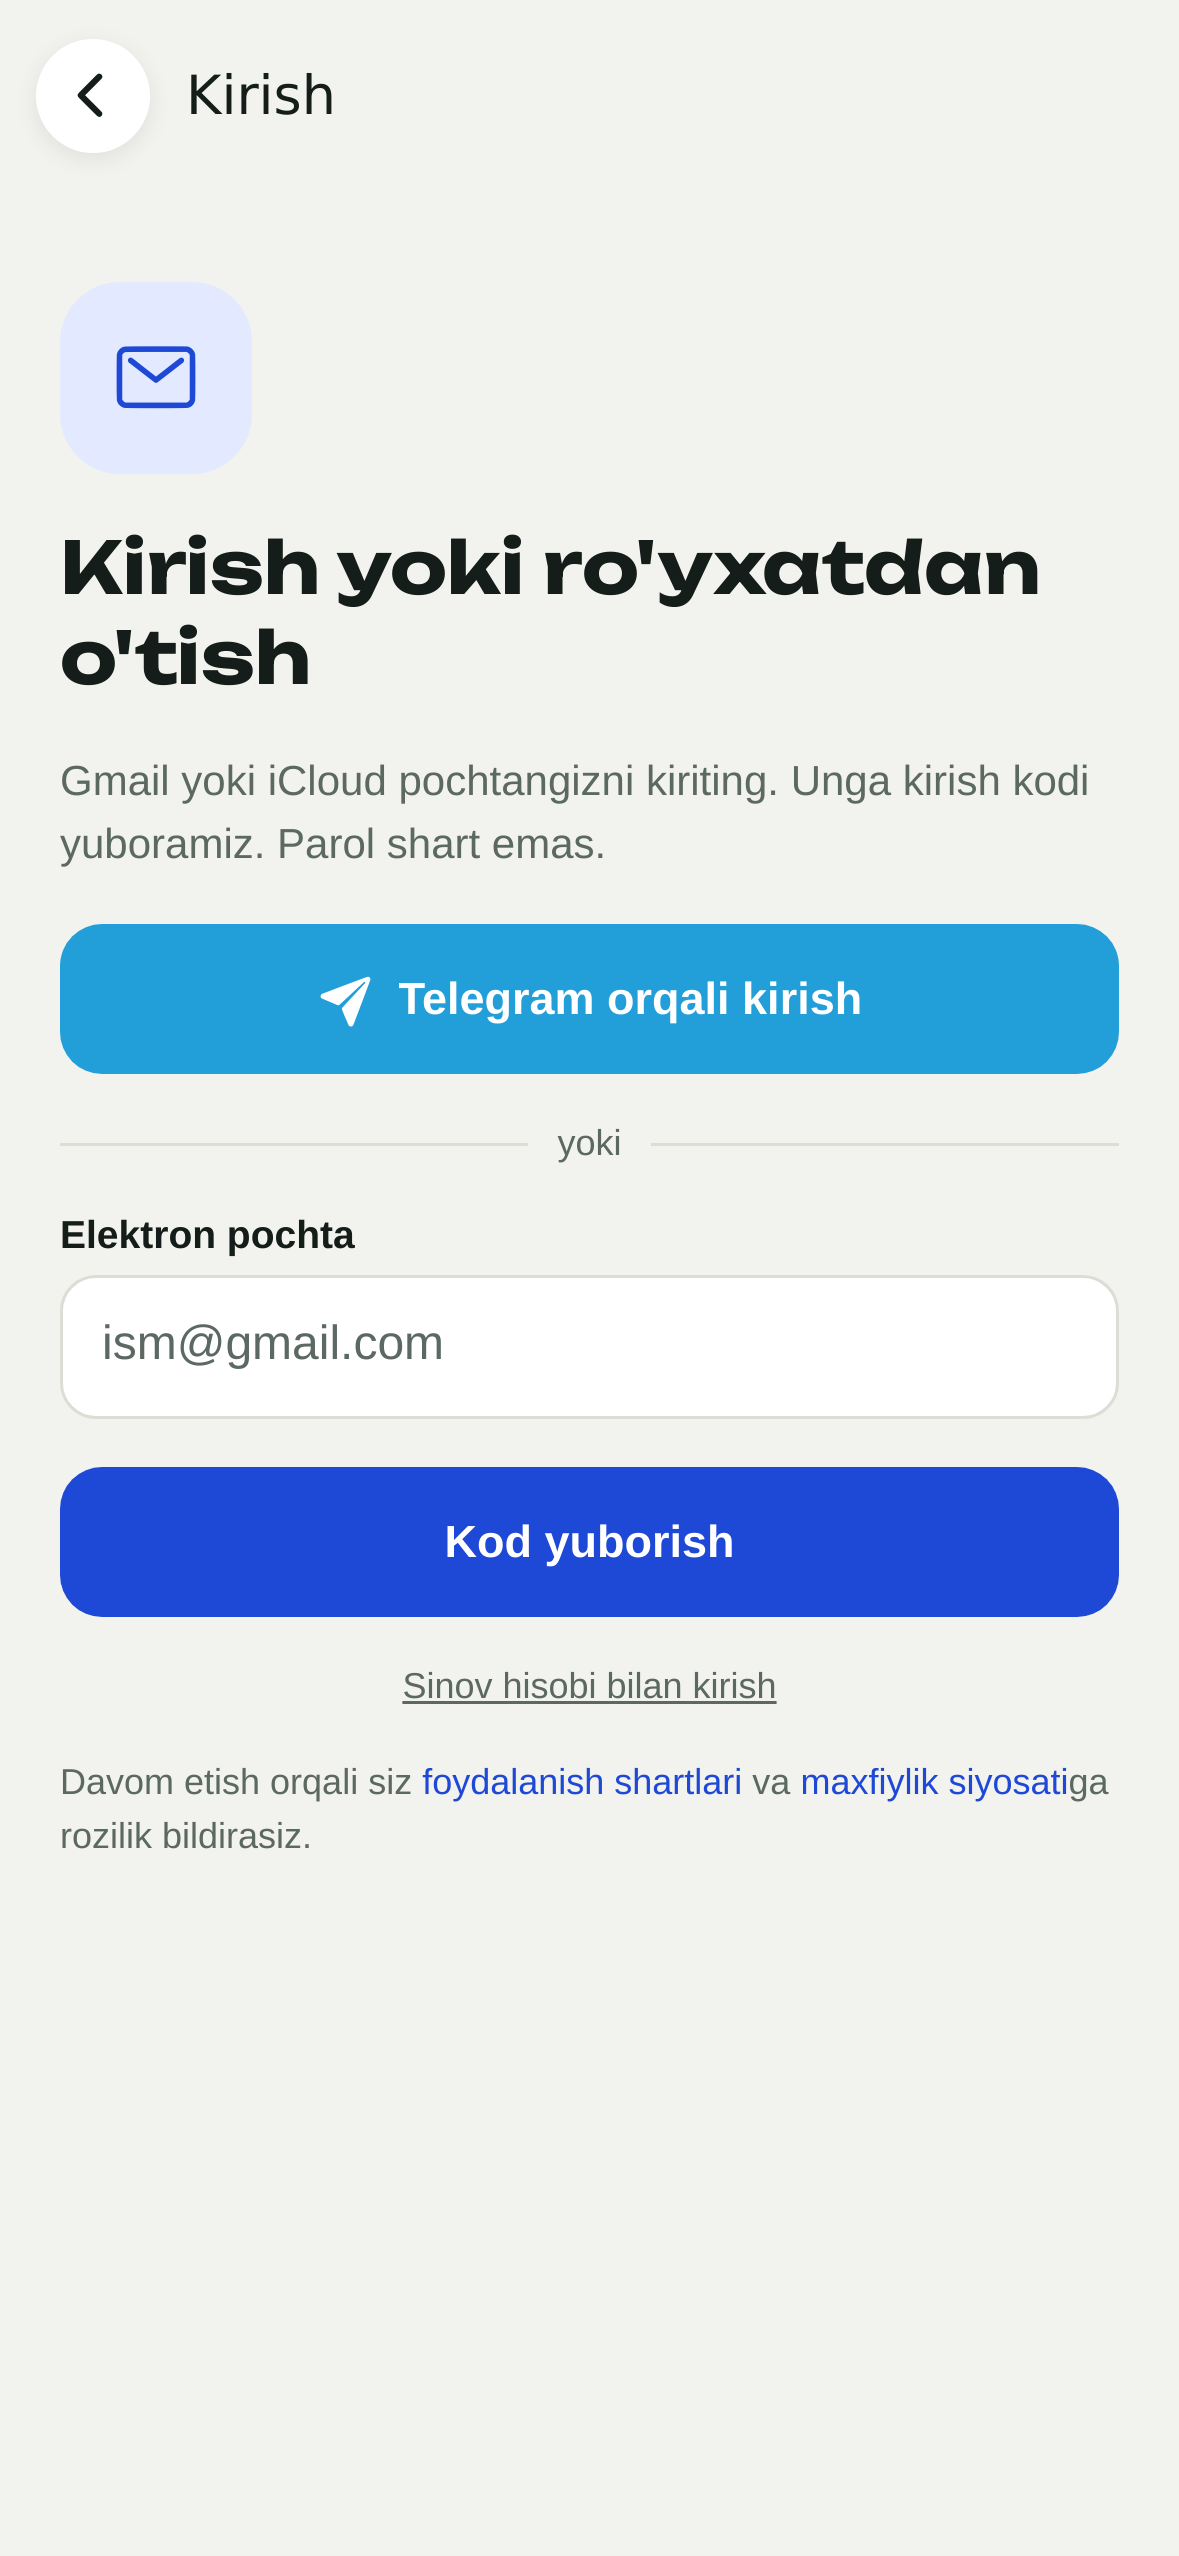 Kirish
Kirish yoki ro'yxatdan
o'tish
Gmail yoki iCloud pochtangizni kiriting. Unga kirish kodi
yuboramiz. Parol shart emas.
Telegram orqali kirish
yoki
Elektron pochta
ism@gmail.com
Kod yuborish
Sinov hisobi bilan kirish
Davom etish orqali siz foydalanish shartlari va maxfiylik siyosatiga
rozilik bildirasiz.